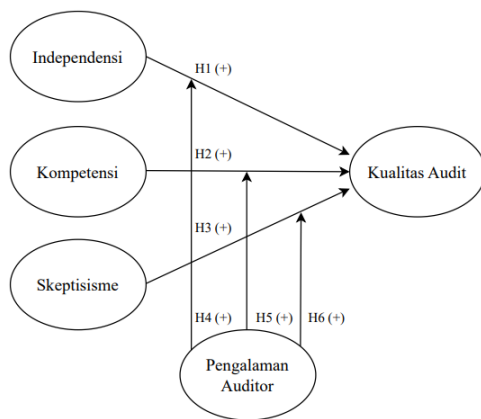 Independensi
H1 (+)
H2 (+)
Kompetensi
Kualitas Audit
H3 (+)
Skeptisisme
H4 (+)
H5 (+)
H6 (+)
Pengalaman
Auditor